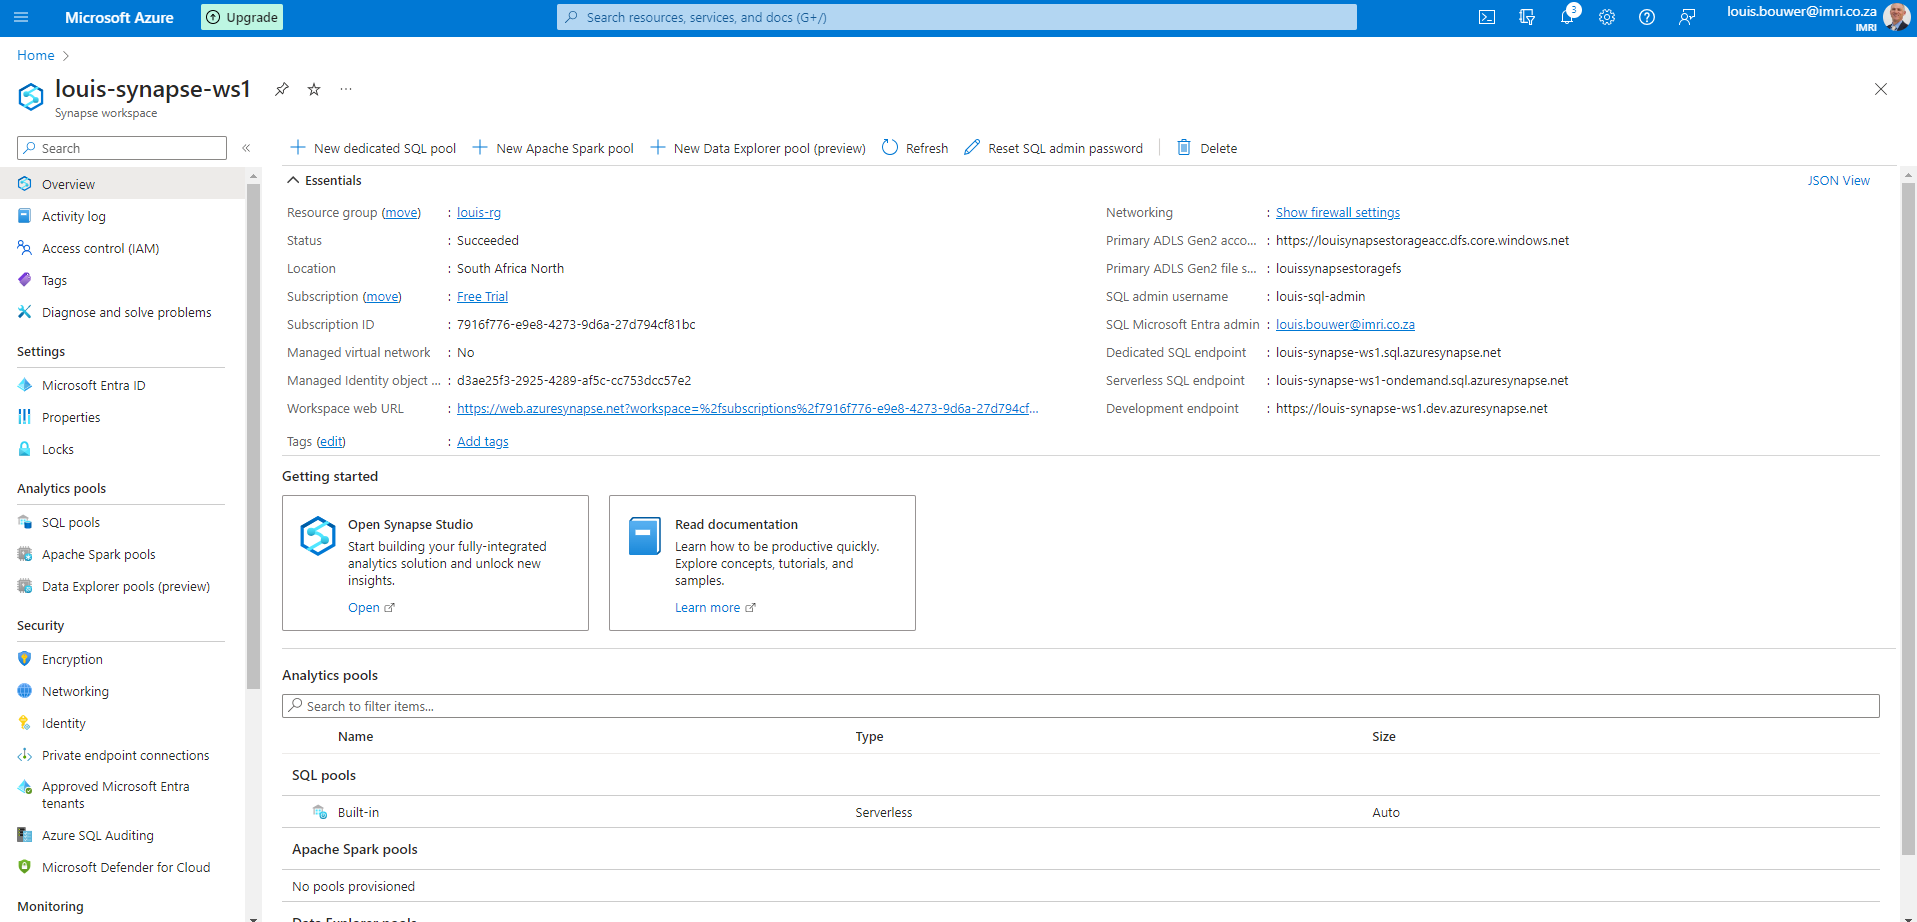 Microsoft Azure
Upgrade
Search resources, services, and docs (G+/)
3
louis.bouwer@imri.co.za
IMRI
Home
louis-synapse-ws1
Synapse workspace
Search
Overview
Activity log
Access control (IAM)
Tags
Diagnose and solve problems
Settings
Microsoft Entra ID
Properties
Locks
Analytics pools
SQL pools
Apache Spark pools
Data Explorer pools (preview)
Security
Encryption
Networking
Identity
Private endpoint connections
Approved Microsoft Entra
tenants
Azure SQL Auditing
Microsoft Defender for Cloud
Monitoring
New dedicated SQL pool
New Apache Spark pool
New Data Explorer pool (preview)
Refresh
Reset SQL admin password
Delete
Essentials
JSON View
Resource group (move) : louis-rg
Status : Succeeded
Location : South Africa North
Subscription (move) : Free Trial
Subscription ID : 7916f776-e9e8-4273-9d6a-27d794cf81bc
Managed virtual network : No
Managed Identity object ... : d3ae25f3-2925-4289-af5c-cc753dcc57e2
Workspace web URL : https://web.azuresynapse.net?workspace=%2fsubscriptions%2f7916f776-e9e8-4273-9d6a-27d794cf...
Tags (edit) : Add tags
Networking : Show firewall settings
Primary ADLS Gen2 acco... : https://louisynapsestorageacc.dfs.core.windows.net
Primary ADLS Gen2 file s... : louissynapsestoragefs
SQL admin username : louis-sql-admin
SQL Microsoft Entra admin : louis.bouwer@imri.co.za
Dedicated SQL endpoint : louis-synapse-ws1.sql.azuresynapse.net
Serverless SQL endpoint : louis-synapse-ws1-ondemand.sql.azuresynapse.net
Development endpoint : https://louis-synapse-ws1.dev.azuresynapse.net
Getting started
Open Synapse Studio
Start building your fully-integrated
analytics solution and unlock new
insights.
Open
Read documentation
Learn how to be productive quickly.
Explore concepts, tutorials, and
samples.
Learn more
Analytics pools
Search to filter items...
Name Type Size
SQL pools
Built-in Serverless Auto
Apache Spark pools
No pools provisioned
Data Explorer pools